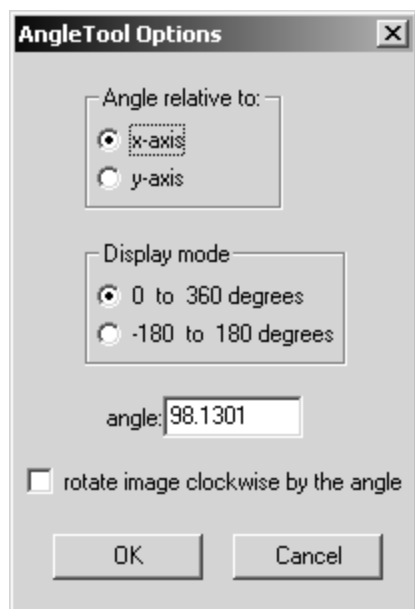 AngleTool Options
Angle relative to:
x-axis
y-axis
Display mode
0 to 360 degrees
-180 to 180 degrees
angle: 98.1301
rotate image clockwise by the angle
OK Cancel